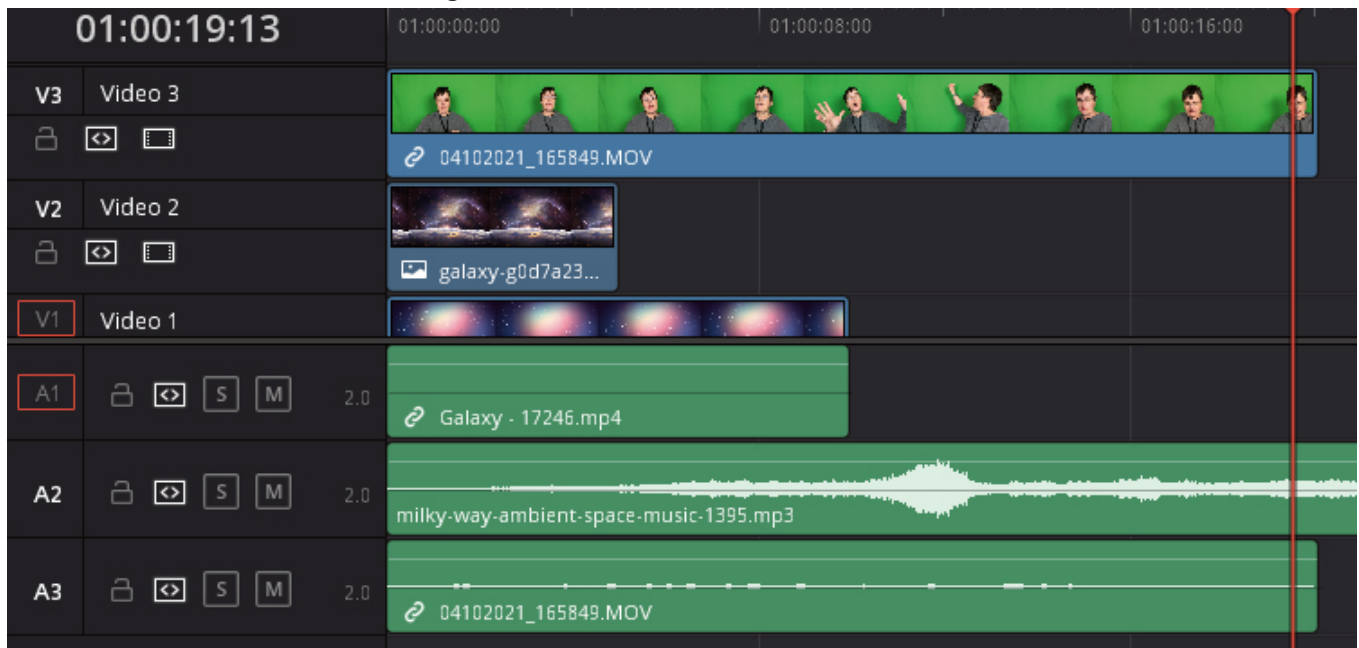 01:00:19:13 01:00:00:00 01:00:08:00 01:00:16:00
V3 Video 3
04102021_165849.MOV
V2 Video 2
galaxy-g0d7a23...
V1 Video 1
A1 S M 2.0
Galaxy - 17246.mp4
A2 S M 2.0
milky-way-ambient-space-music-1395.mp3
A3 S M 2.0
04102021_165849.MOV